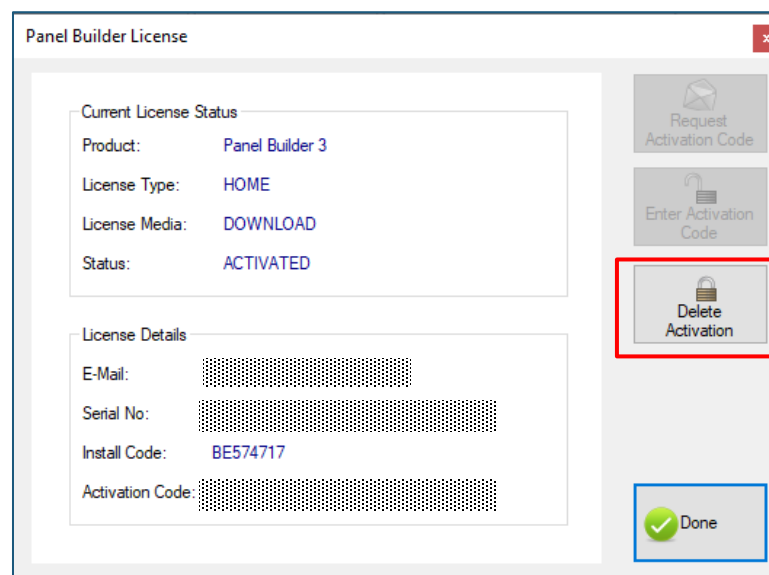 Panel Builder License
x
Current License Status
Product: Panel Builder 3
License Type: HOME
License Media: DOWNLOAD
Status: ACTIVATED
License Details
E-Mail:
Serial No:
Install Code: BE574717
Activation Code:
Request
Activation Code
Enter Activation
Code
Delete
Activation
Done